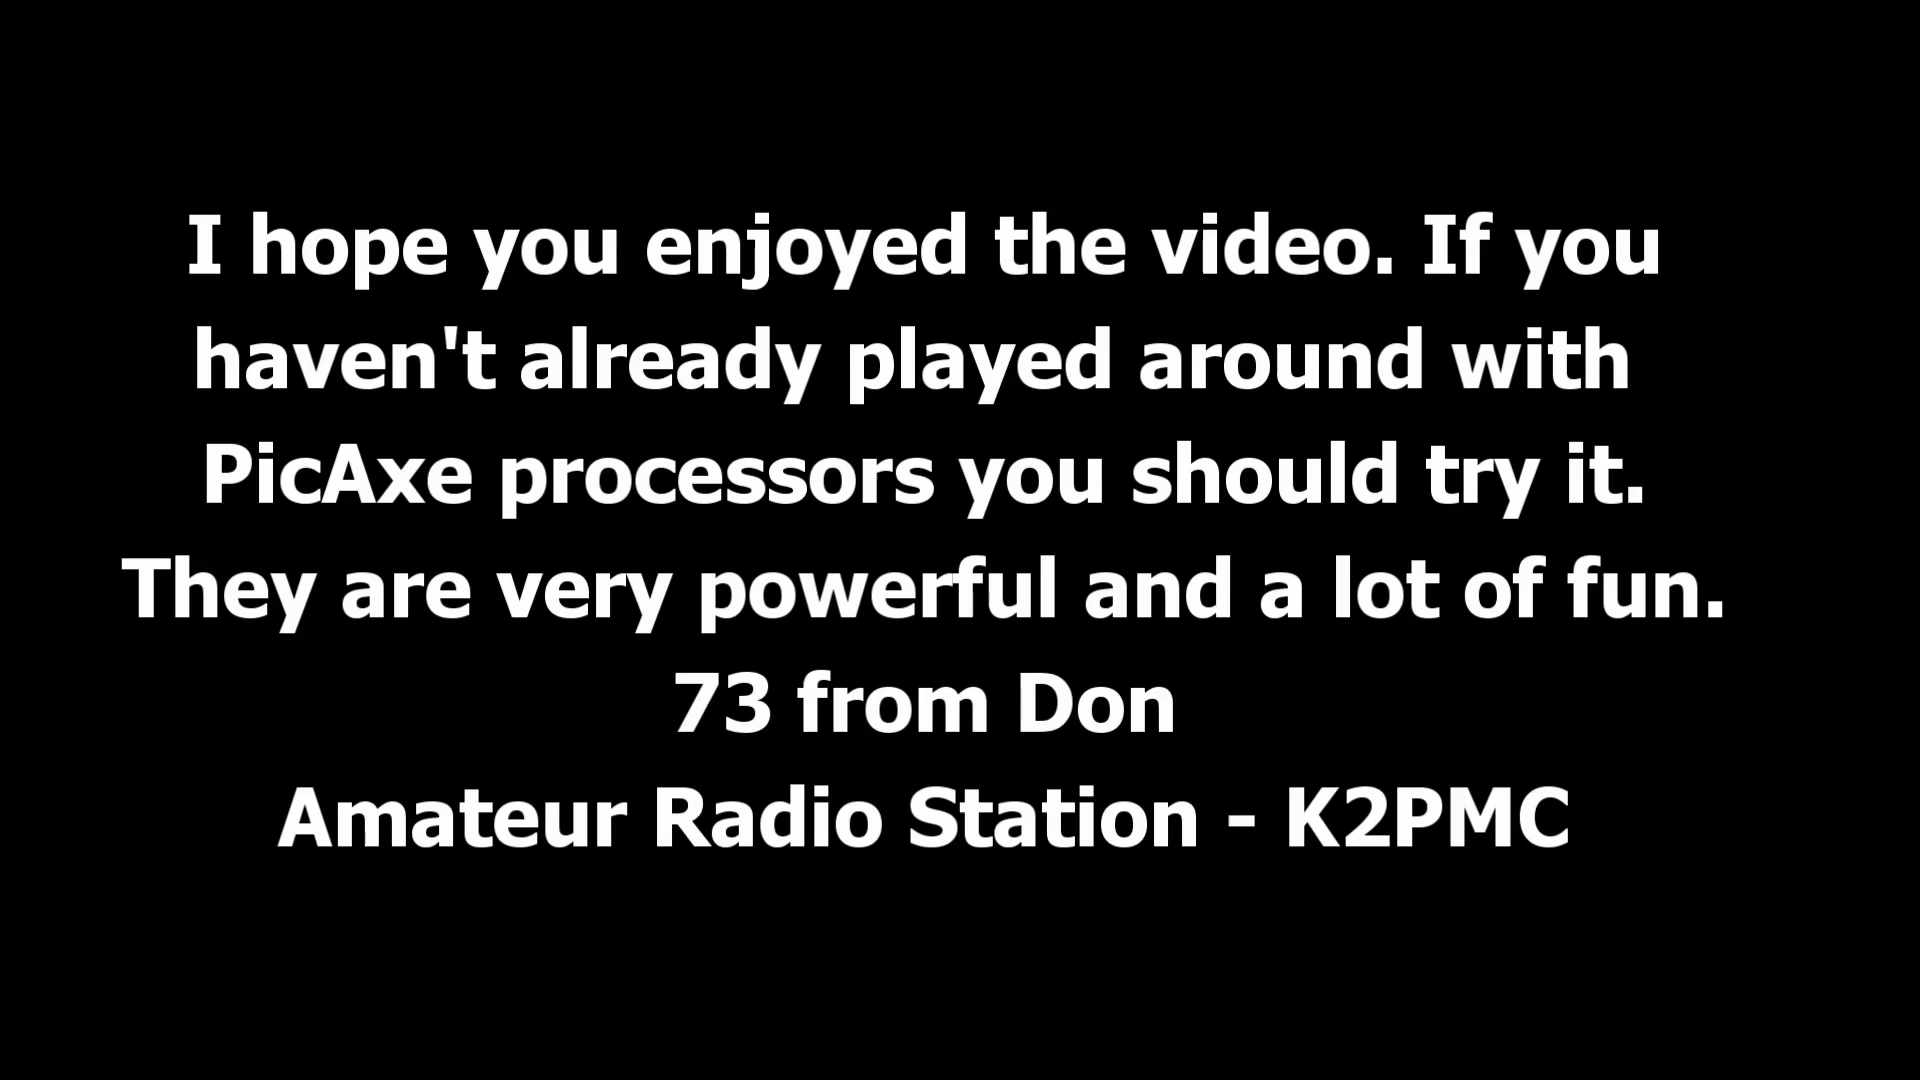 I hope you enjoyed the video. If you
haven't already played around with
PicAxe processors you should try it.
They are very powerful and a lot of fun.
73 from Don
Amateur Radio Station - K2PMC